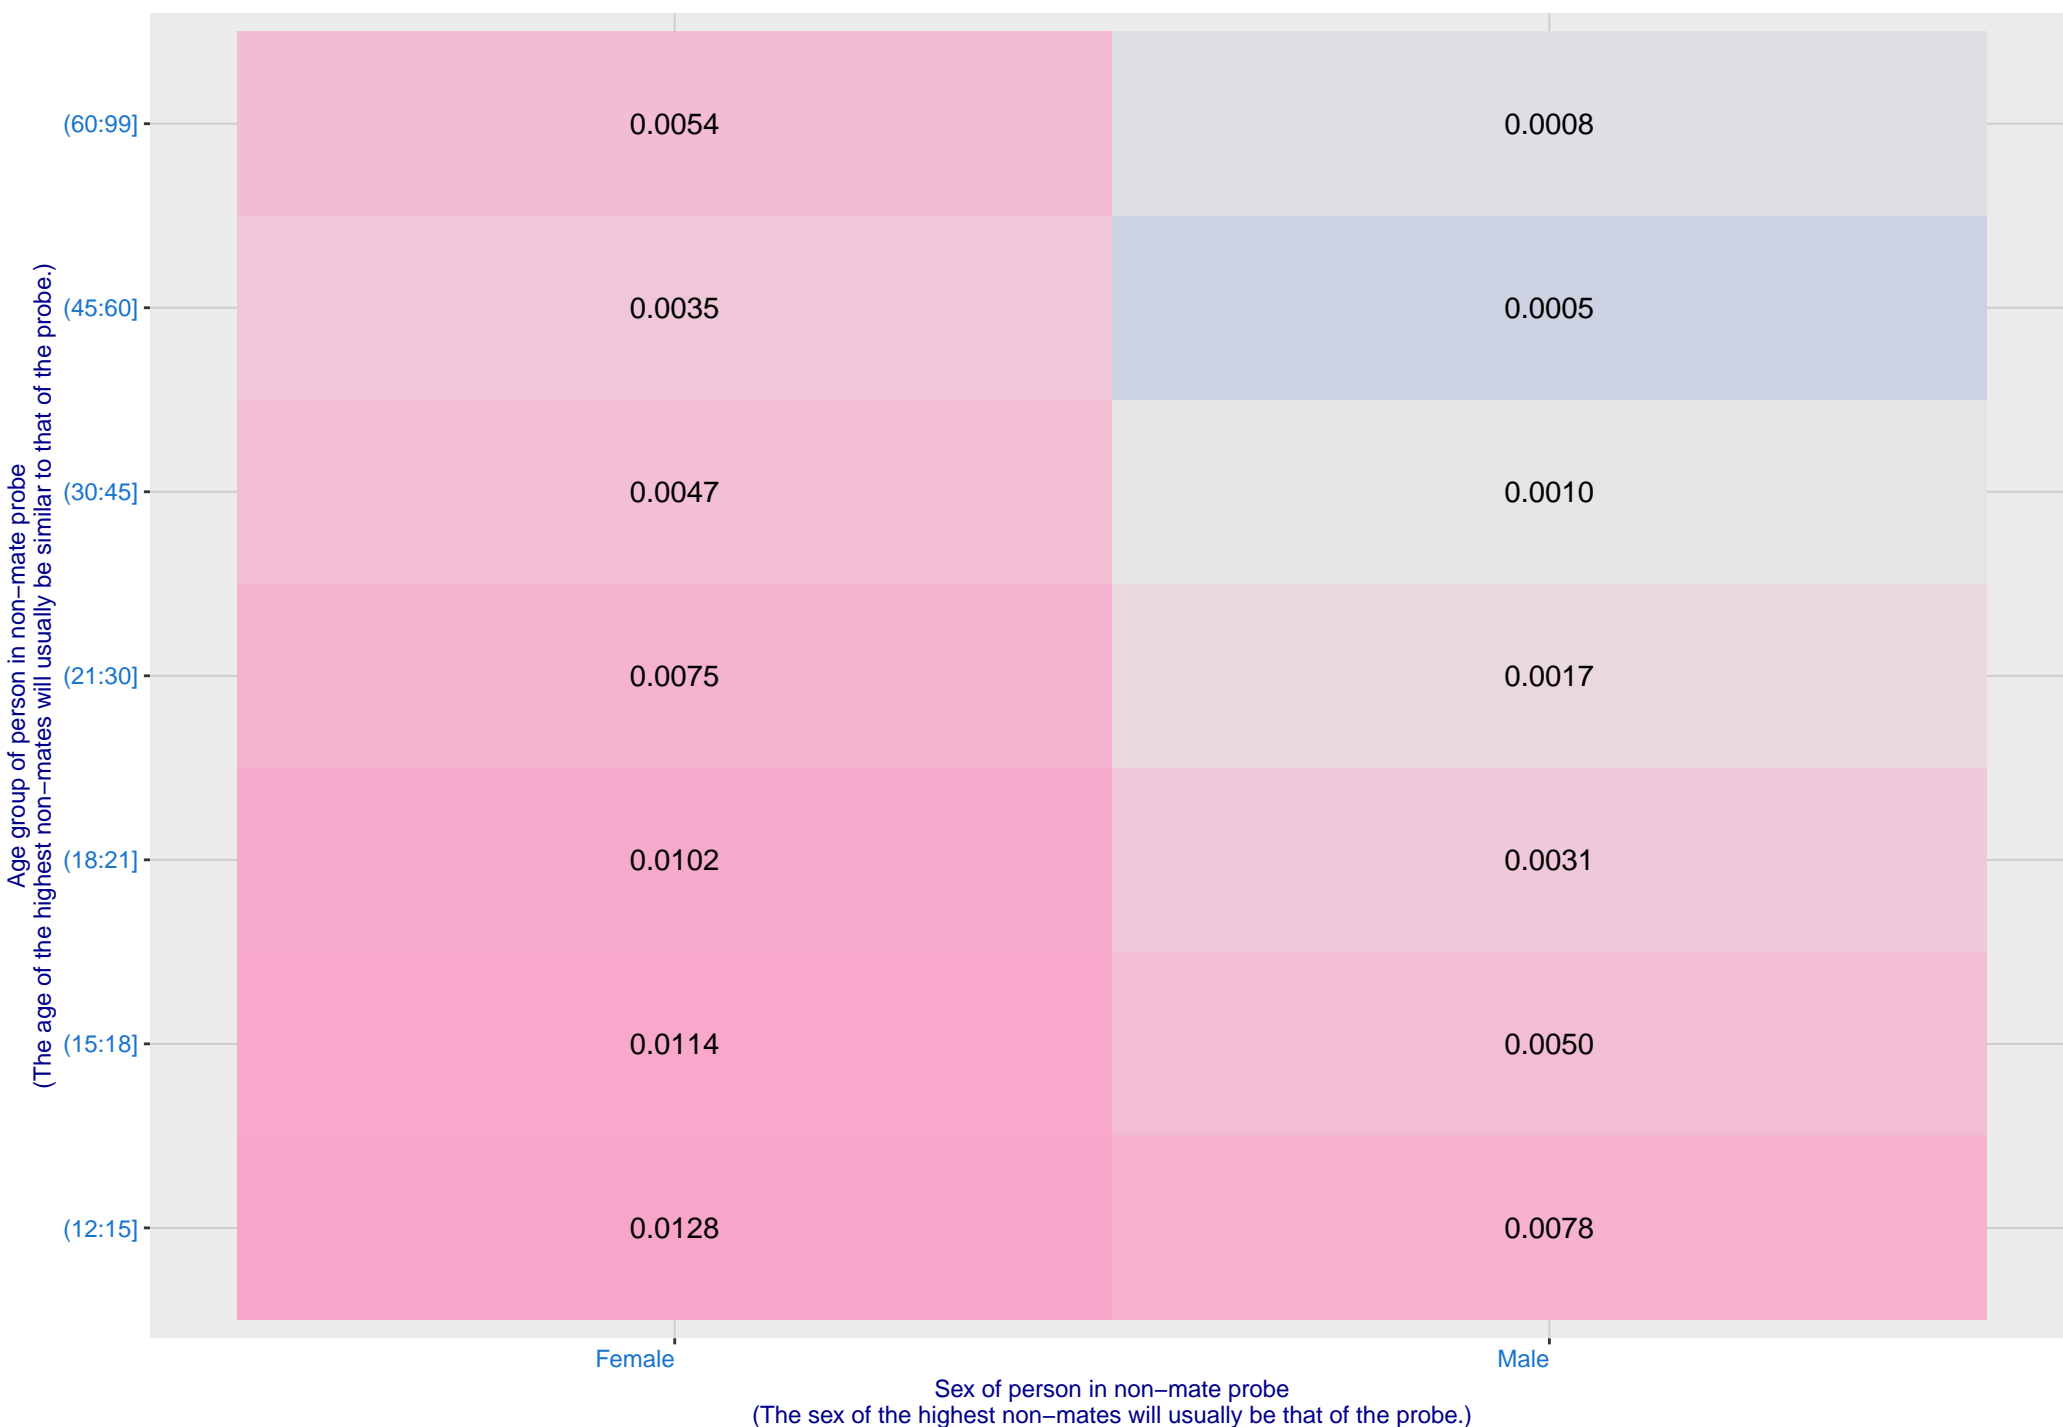 Age group of person in non−mate probe
(The age of the highest non−mates will usually be similar to that of the probe.)
(60:99] 0.0054 0.0008
(45:60] 0.0035 0.0005
(30:45] 0.0047 0.0010
(21:30] 0.0075 0.0017
(18:21] 0.0102 0.0031
(15:18] 0.0114 0.0050
(12:15] 0.0128 0.0078
Female Male
Sex of person in non−mate probe
(The sex of the highest non−mates will usually be that of the probe.)